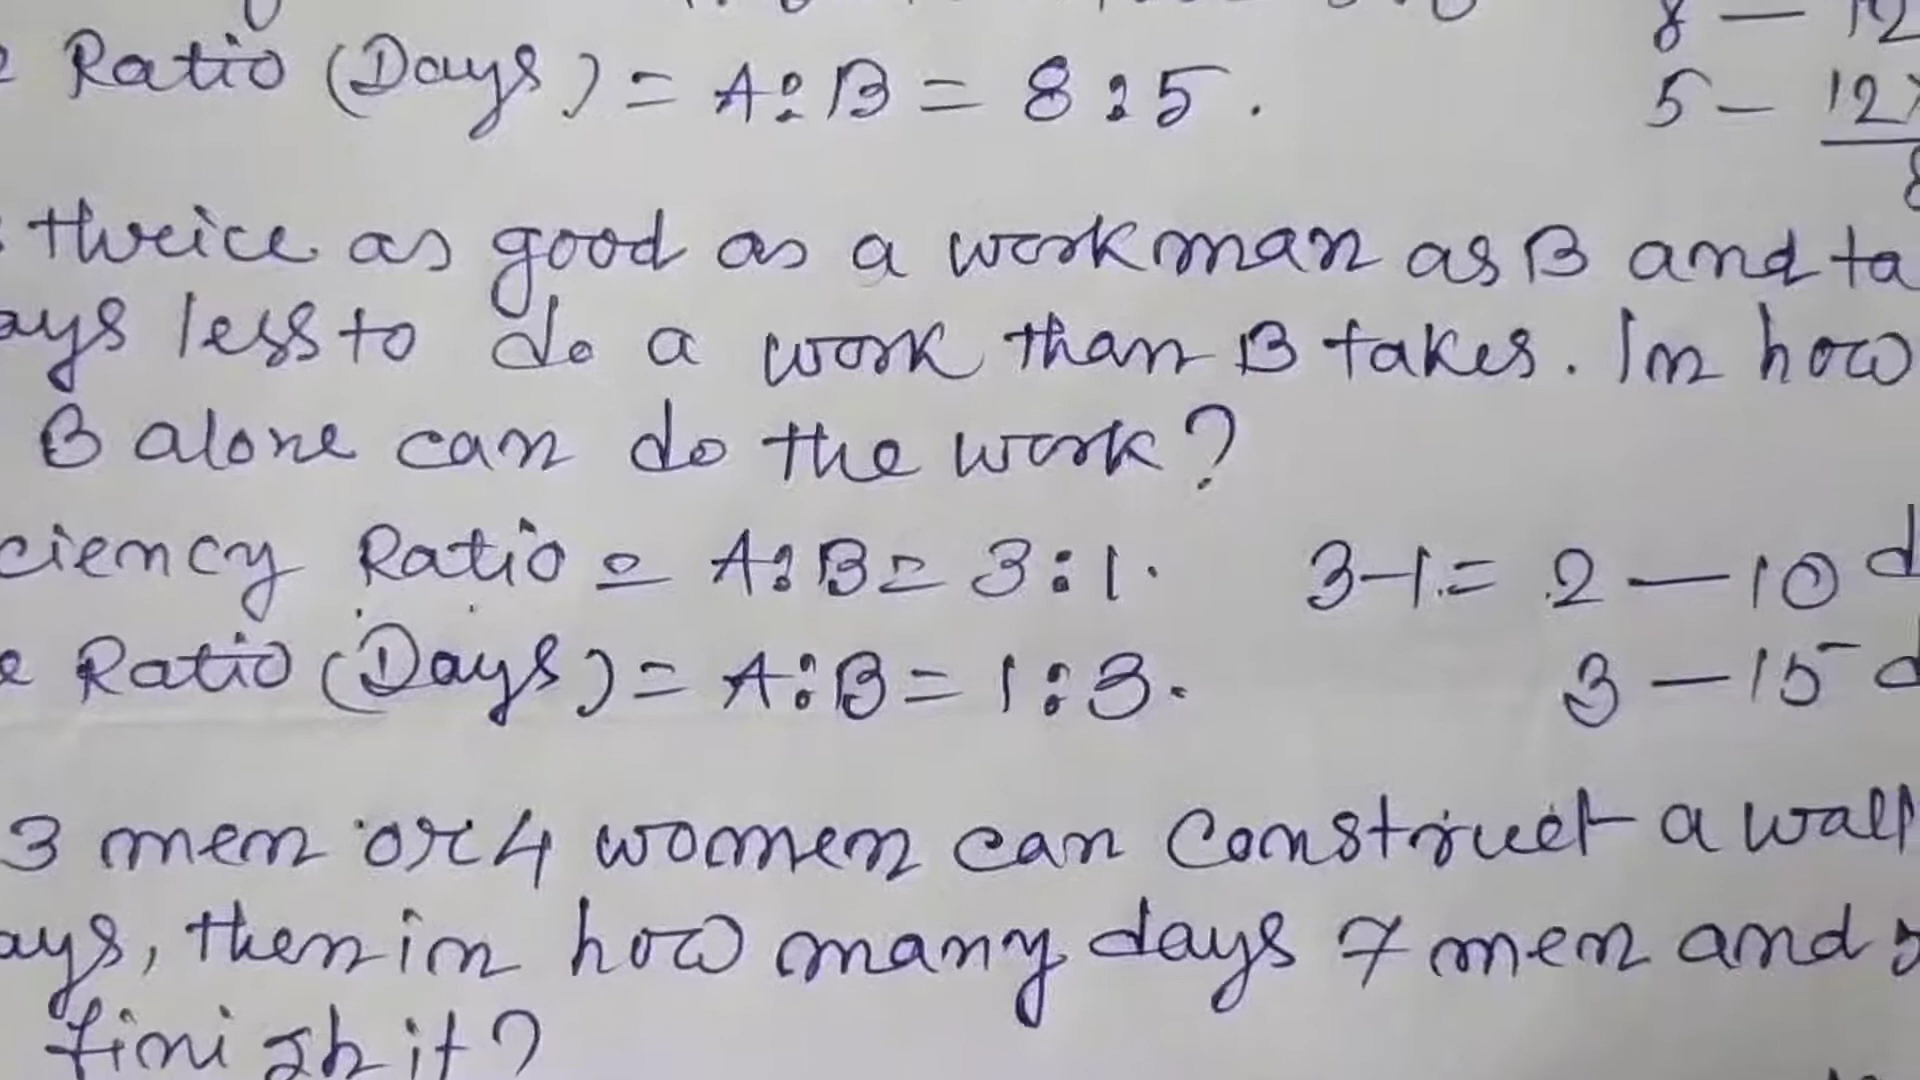 Ratio (Days) = A:B = 8:5. 8 — 12
5 — 12
thrice as good as a workman as B and ta
ays less to do a work than B takes. In how
B alone can do the work?
ciency Ratio = A:B = 3:1. 3-1 = 2 — 10 d
e Ratio (Days) = A:B = 1:3. 3 — 15 d
3 men or 4 women can construct a wall
ays, then in how many days 7 men and
finish it?